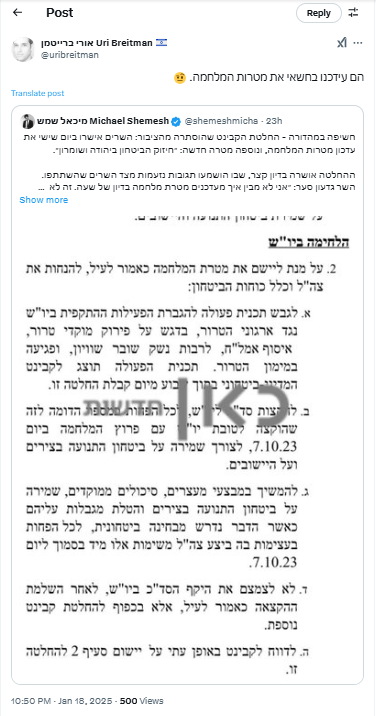 Post
Reply
אורי ברייטמן Uri Breitman
@uribreitman
הם עידכנו בחשאי את מטרות המלחמה.
Translate post
מיכאל שמש Michael Shemesh @shemeshmicha · 23h
חשיפה במהדורה - החלטת הקבינט שהוסתרה מהציבור: השרים אישרו ביום שישי את
עדכון מטרות המלחמה, ונוספה מטרה חדשה: "חיזוק הביטחון ביהודה ושומרון".
ההחלטה אושרה בדיון קצר, שבו הושמעו תגובות נזעמות מצד השרים שהשתתפו.
השר גדעון סער: "אני לא מבין איך מעדכנים מטרת מלחמה בדיון של שעה. זה לא ...
Show more
על שמירת ביטחון התנועה והיישובים.
הלחימה ביו"ש
2. על מנת ליישם את מטרת המלחמה כאמור לעיל, להנחות את
צה"ל וכלל כוחות הביטחון:
א. לגבש תכנית פעולה להגברת הפעילות ההתקפית ביו"ש
נגד ארגוני הטרור, בדגש על פירוק מוקדי טרור,
איסוף אמל"ח, לרבות נשק שובר שוויון, ופגיעה
במימון הטרור. תכנית הפעולה תוצג לקבינט
המדיני-ביטחוני בתוך שבוע מיום קבלת החלטה זו.
ב. להקצות סד"כ ליו"ש, לכל הפחות במספר הדומה לזה
שהוקצה לטובת יו"ש עם פרוץ המלחמה ביום
7.10.23, לצורך שמירה על ביטחון התנועה בצירים
ועל היישובים.
כאן חדשות
ג. להמשיך במבצעי מעצרים, סיכולים ממוקדים, שמירה
על ביטחון התנועה בצירים והטלת מגבלות עליהם
כאשר הדבר נדרש מבחינה ביטחונית, לכל הפחות
בעצימות בה ביצע צה"ל משימות אלו מיד בסמוך ליום
7.10.23.
ד. לא לצמצם את היקף הסד"כ ביו"ש, לאחר השלמת
ההקצאה כאמור לעיל, אלא בכפוף להחלטת קבינט
נוספת.
ה. לדווח לקבינט באופן עתי על יישום סעיף 2 להחלטה
זו.
10:50 PM · Jan 18, 2025 · 500 Views